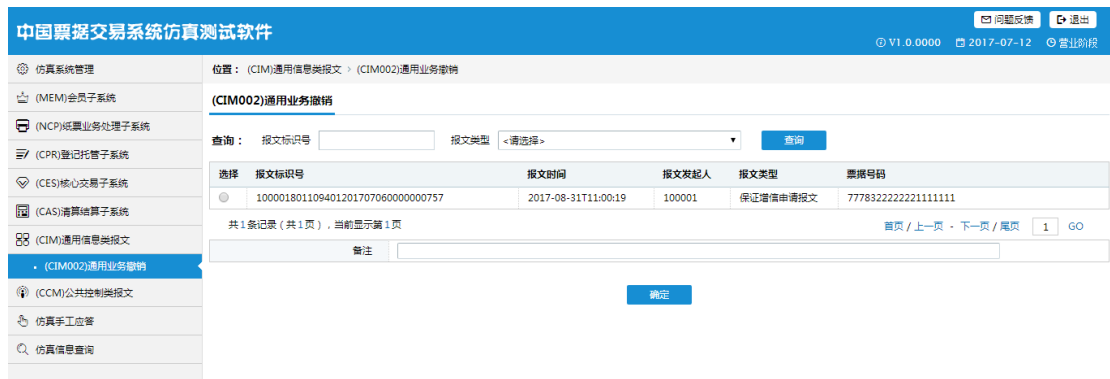 中国票据交易系统仿真测试软件
问题反馈 退出
V1.0.0000 2017-07-12 营业阶段
仿真系统管理
(MEM)会员子系统
(NCP)纸票业务处理子系统
(CPR)登记托管子系统
(CES)核心交易子系统
(CAS)清算结算子系统
(CIM)通用信息类报文
(CIM002)通用业务撤销
(CCM)公共控制类报文
仿真手工应答
仿真信息查询
位置： (CIM)通用信息类报文 > (CIM002)通用业务撤销
(CIM002)通用业务撤销
查询： 报文标识号 报文类型 <请选择> 查询
选择 报文标识号 报文时间 报文发起人 报文类型 票据号码
1000018011094012017070600000000757 2017-08-31T11:00:19 100001 保证增信申请报文 7778322222221111111
共1条记录（共1页），当前显示第1页 首页 / 上一页 - 下一页 / 尾页 1 GO
备注
确定